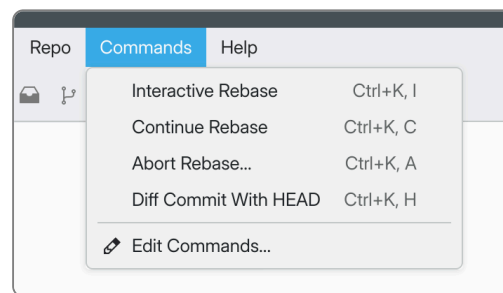 Repo Commands Help
Interactive Rebase Ctrl+K, I
Continue Rebase Ctrl+K, C
Abort Rebase... Ctrl+K, A
Diff Commit With HEAD Ctrl+K, H
Edit Commands...